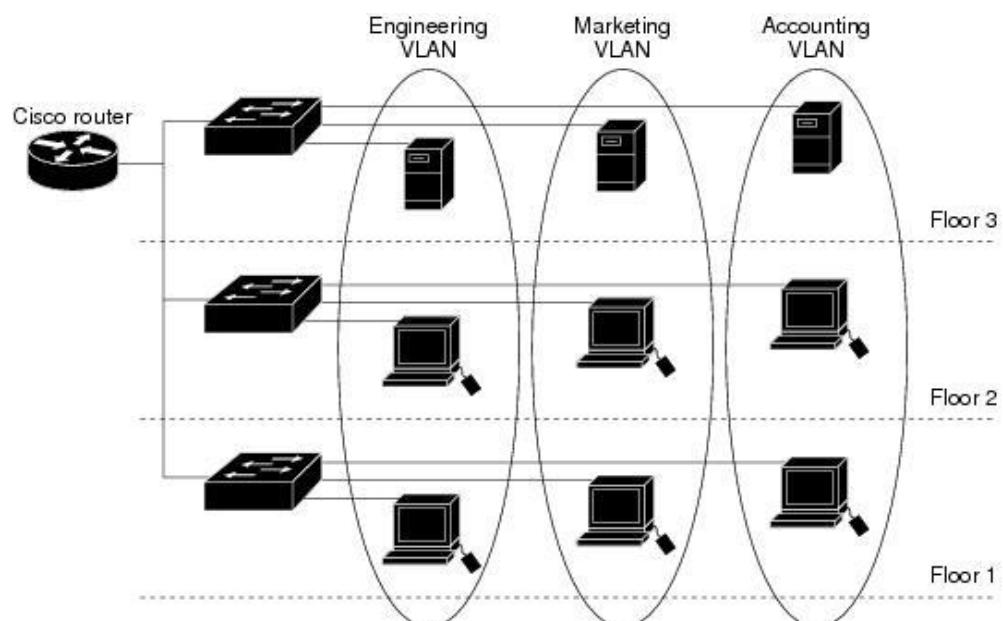 Engineering
VLAN
Marketing
VLAN
Accounting
VLAN
Cisco router
Floor 3
Floor 2
Floor 1